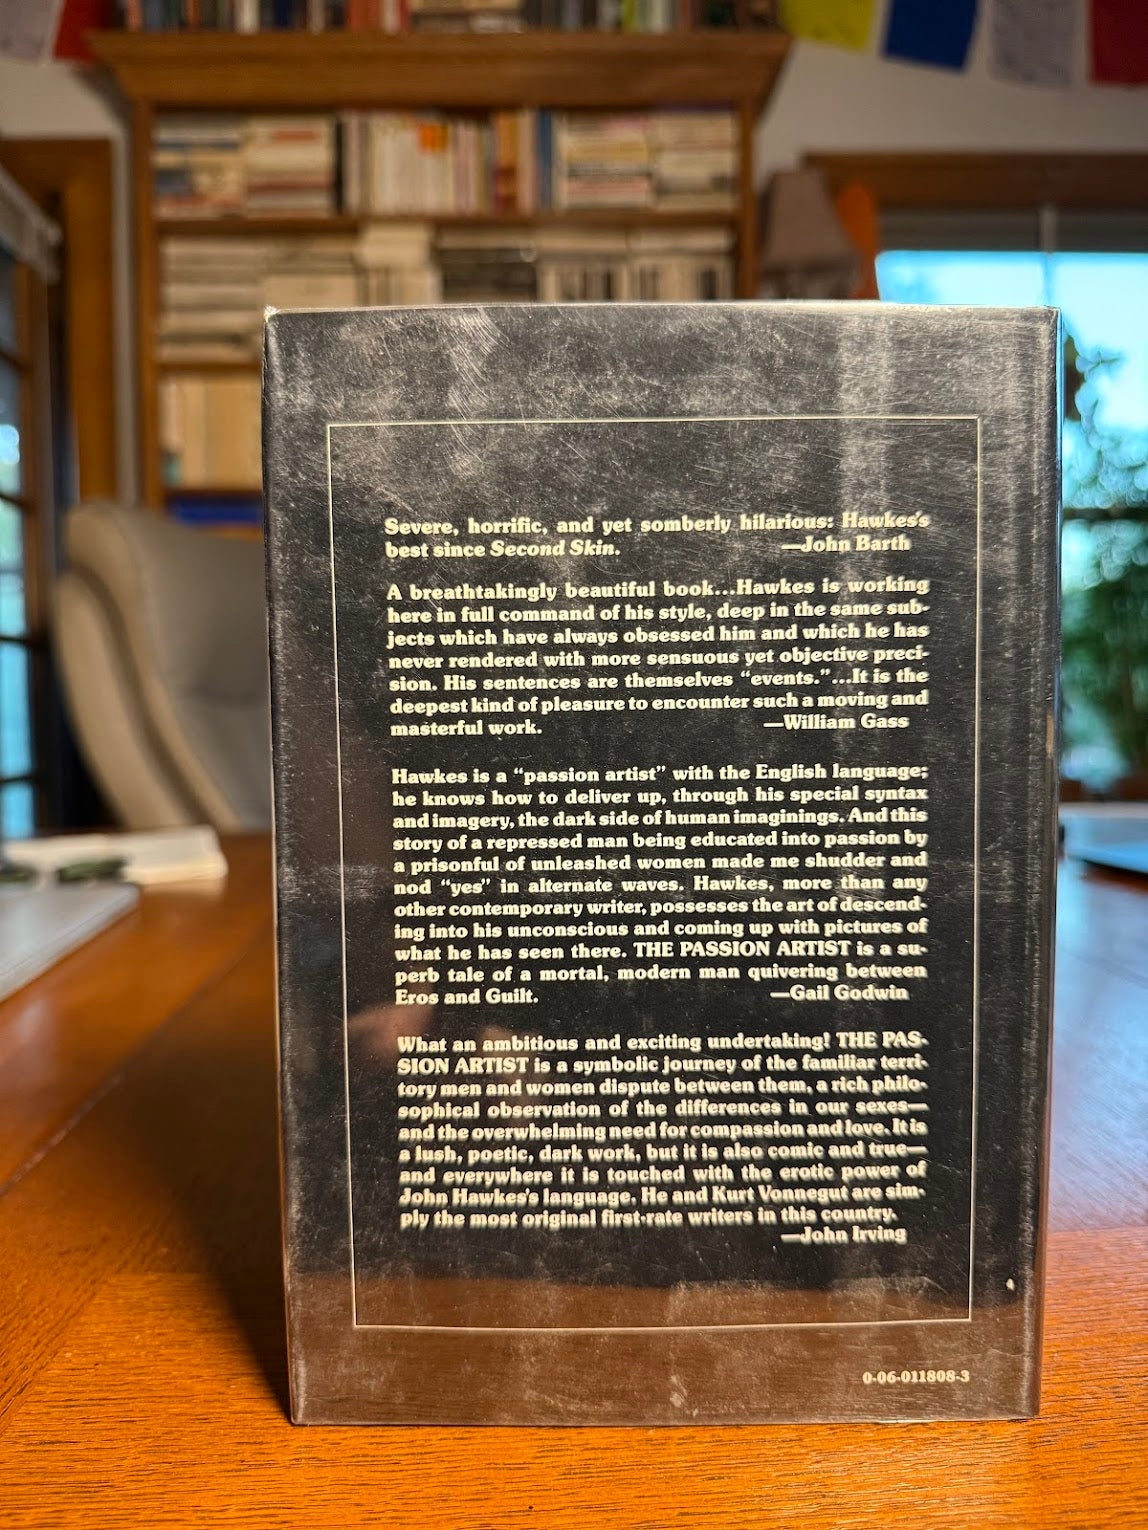 Severe, horrific, and yet somberly hilarious: Hawkes's
best since Second Skin. —John Barth
A breathtakingly beautiful book...Hawkes is working
here in full command of his style, deep in the same sub-
jects which have always obsessed him and which he has
never rendered with more sensuous yet objective preci-
sion. His sentences are themselves "events."...It is the
deepest kind of pleasure to encounter such a moving and
masterful work. —William Gass
Hawkes is a "passion artist" with the English language;
he knows how to deliver up, through his special syntax
and imagery, the dark side of human imaginings. And this
story of a repressed man being educated into passion by
a prisonful of unleashed women made me shudder and
nod "yes" in alternate waves. Hawkes, more than any
other contemporary writer, possesses the art of descend-
ing into his unconscious and coming up with pictures of
what he has seen there. THE PASSION ARTIST is a su-
perb tale of a mortal, modern man quivering between
Eros and Guilt. —Gail Godwin
What an ambitious and exciting undertaking! THE PAS-
SION ARTIST is a symbolic journey of the familiar terri-
tory men and women dispute between them, a rich philo-
sophical observation of the differences in our sexes—
and the overwhelming need for compassion and love. It is
a lush, poetic, dark work, but it is also comic and true—
and everywhere it is touched with the erotic power of
John Hawkes's language. He and Kurt Vonnegut are sim-
ply the most original first-rate writers in this country.
—John Irving
0-06-011808-3